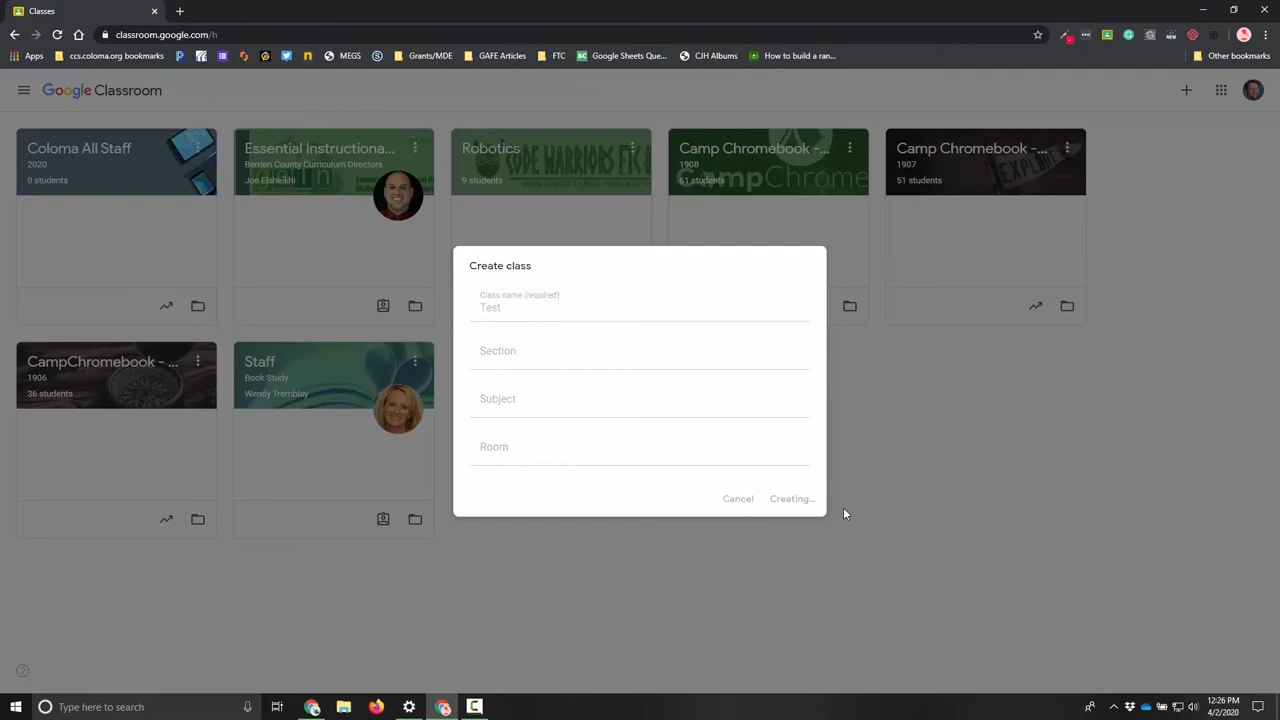 Classes
classroom.google.com/h
Apps ccs.coloma.org bookmarks MEGS Grants/MDE GAFE Articles FTC Google Sheets Que... CJH Albums How to build a ran... Other bookmarks
Google Classroom
Coloma All Staff
2020
0 students
Essential Instructiona...
Berrien County Curriculum Directors
Joe Elsheikhi
Robotics
9 students
Camp Chromebook -...
1908
61 students
Camp Chromebook -...
1907
51 students
Create class
Class name (required)
Test
Section
Subject
Room
Cancel Creating...
CampChromebook - ...
1906
36 students
Staff
Book Study
Wendy Tremblay
Type here to search
12:26 PM
4/2/2020